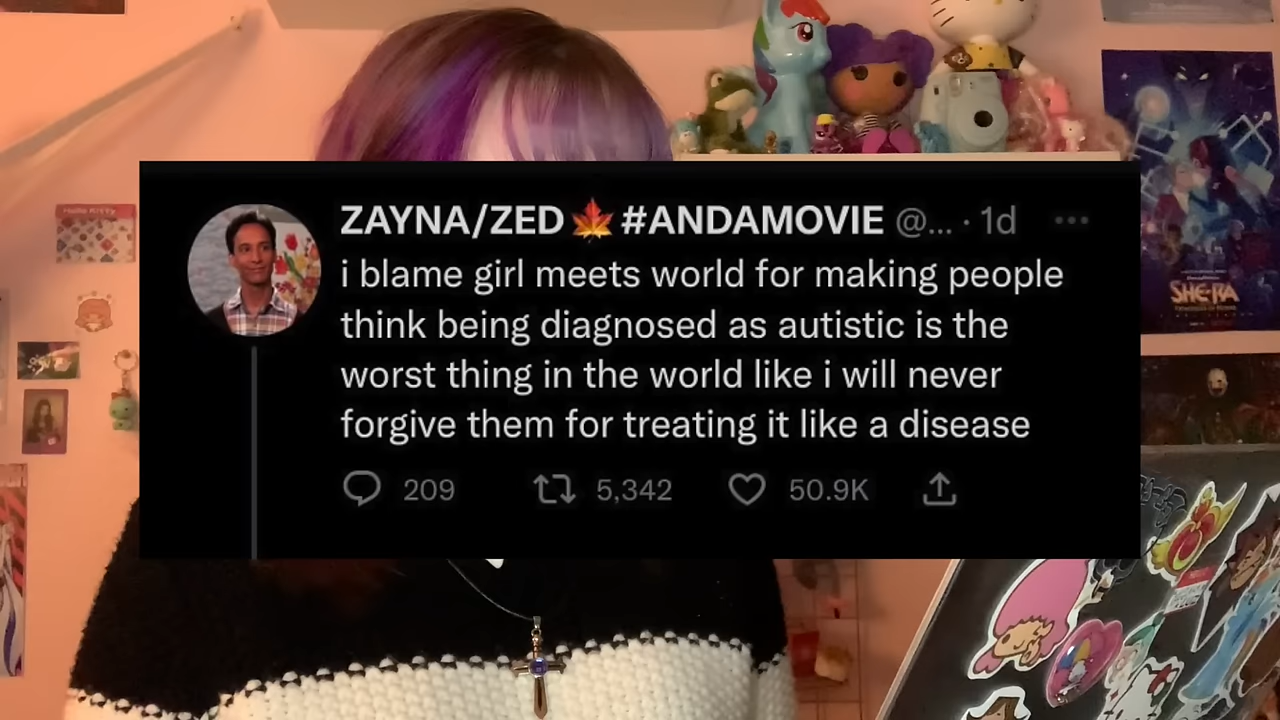 ZAYNA/ZED🍁#ANDAMOVIE @... · 1d
i blame girl meets world for making people
think being diagnosed as autistic is the
worst thing in the world like i will never
forgive them for treating it like a disease
209 5,342 50.9K
Hello Kitty
SHE-RA